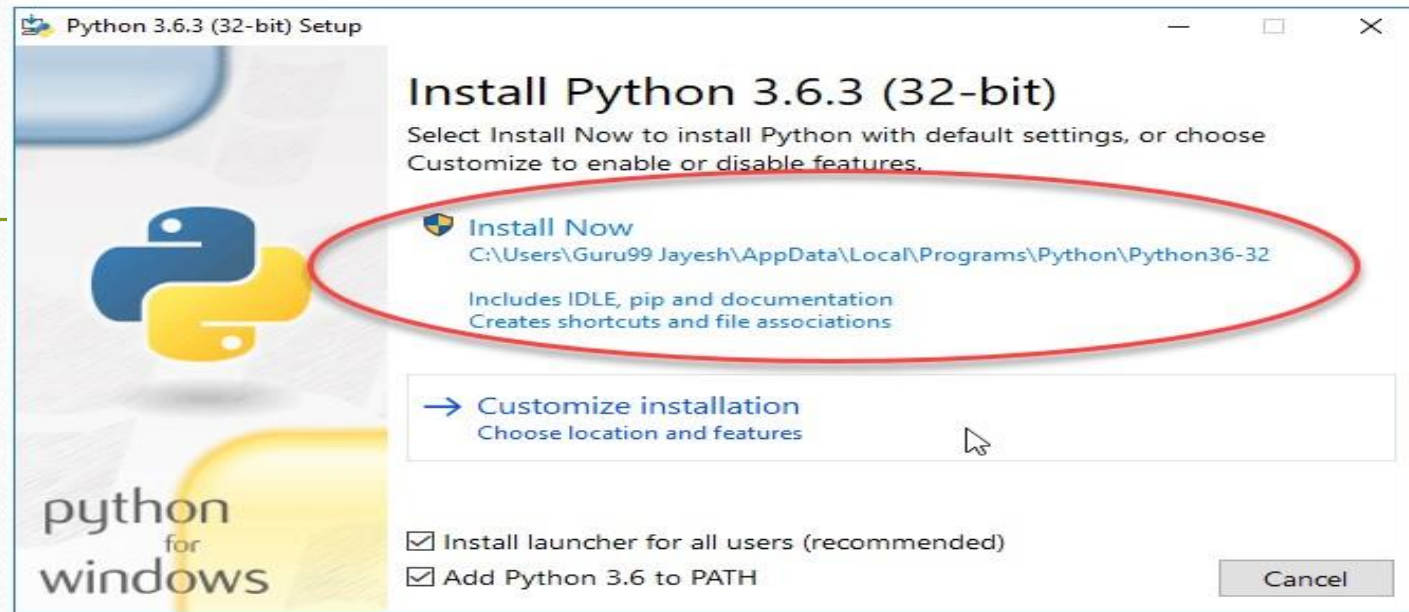 Python 3.6.3 (32-bit) Setup
Install Python 3.6.3 (32-bit)
Select Install Now to install Python with default settings, or choose
Customize to enable or disable features.
Install Now
C:\Users\Guru99 Jayesh\AppData\Local\Programs\Python\Python36-32
Includes IDLE, pip and documentation
Creates shortcuts and file associations
Customize installation
Choose location and features
python
for
windows
Install launcher for all users (recommended)
Add Python 3.6 to PATH
Cancel